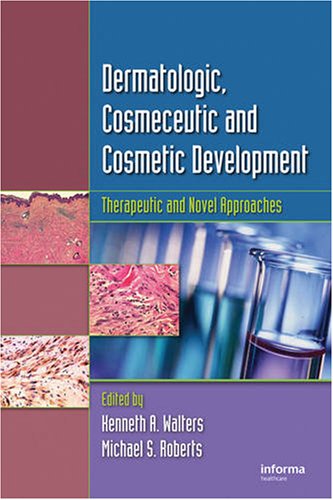 Dermatologic,
Cosmeceutic and
Cosmetic Development
Therapeutic and Novel Approaches
Edited by
Kenneth A. Walters
Michael S. Roberts
informa
healthcare